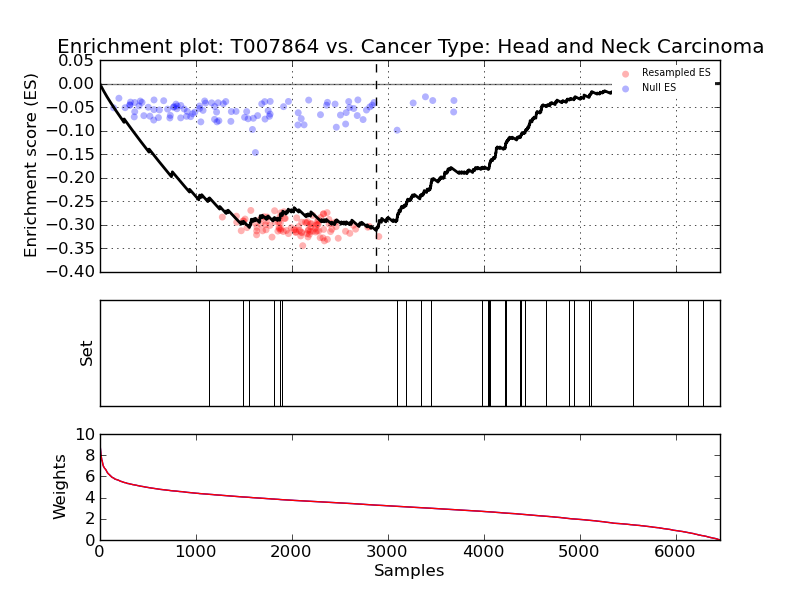 Enrichment plot: T007864 vs. Cancer Type: Head and Neck Carcinoma
Enrichment score (ES)
0.05
0.00
−0.05
−0.10
−0.15
−0.20
−0.25
−0.30
−0.35
−0.40
Resampled ES
Null ES
Set
Weights
10
8
6
4
2
0
0 1000 2000 3000 4000 5000 6000
Samples